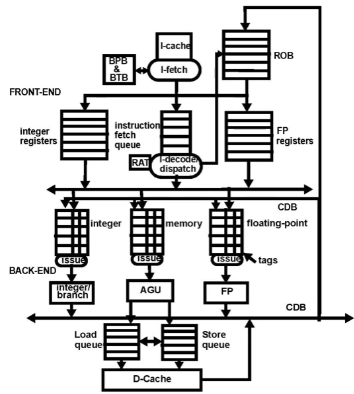 I-cache
BPB
&
BTB
I-fetch
ROB
FRONT-END
integer
registers
instruction
fetch
queue
FP
registers
RAT
I-decode/
dispatch
CDB
integer
memory
floating-point
issue
issue
issue
tags
BACK-END
integer/
branch
AGU
FP
CDB
Load
queue
Store
queue
D-Cache